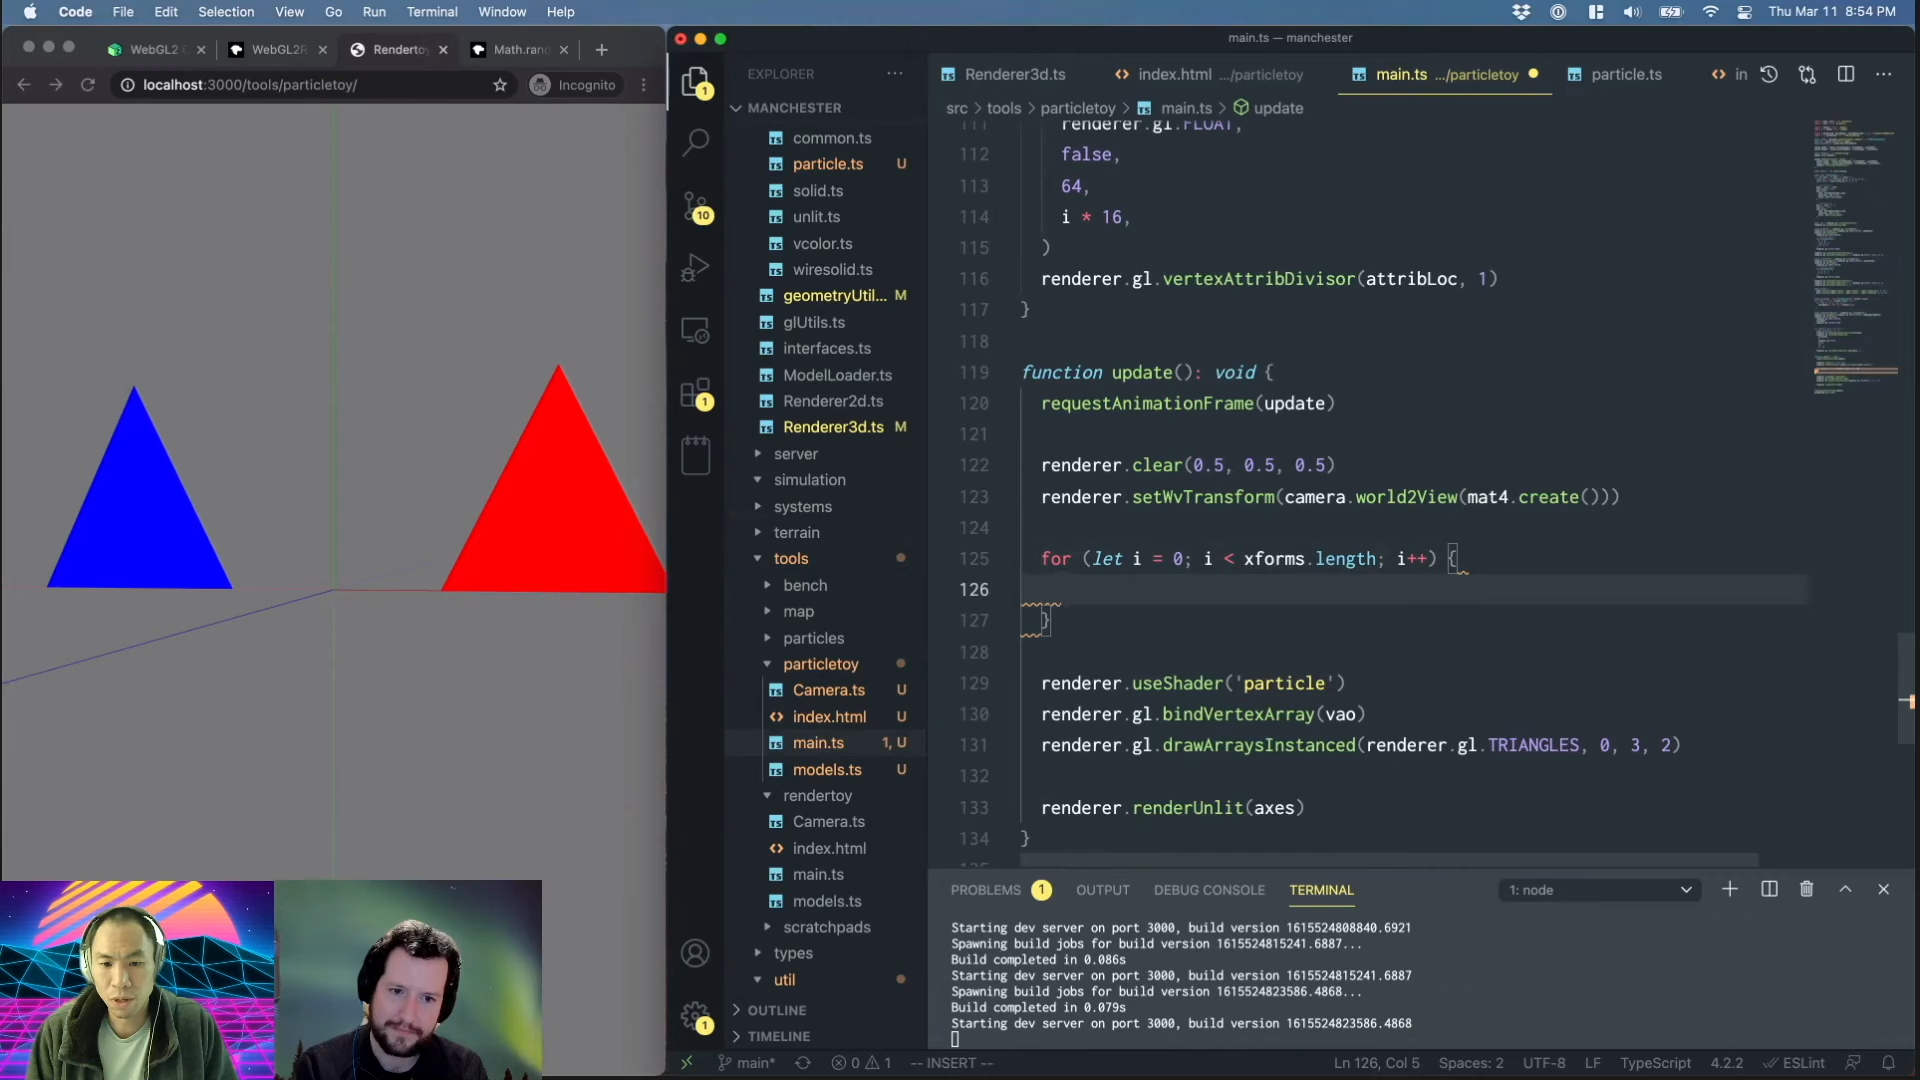 Code File Edit Selection View Go Run Terminal Window Help
Thu Mar 11 8:54 PM
WebGL2
WebGL2R
Rendertoy
Math.ran
localhost:3000/tools/particletoy/
Incognito
main.ts — manchester
EXPLORER
MANCHESTER
common.ts
particle.ts U
solid.ts
unlit.ts
vcolor.ts
wiresolid.ts
geometryUtil... M
glUtils.ts
interfaces.ts
ModelLoader.ts
Renderer2d.ts
Renderer3d.ts M
server
simulation
systems
terrain
tools
bench
map
particles
particletoy
Camera.ts U
index.html U
main.ts 1, U
models.ts U
rendertoy
Camera.ts
index.html
main.ts
models.ts
scratchpads
types
util
OUTLINE
TIMELINE
1
10
1
1
Renderer3d.ts
index.html .../particletoy
main.ts .../particletoy
particle.ts
in
src > tools > particletoy > main.ts > update
111 renderer.gl.FLOAT,
112 false,
113 64,
114 i * 16,
115 )
116 renderer.gl.vertexAttribDivisor(attribLoc, 1)
117 }
118
119 function update(): void {
120 requestAnimationFrame(update)
121
122 renderer.clear(0.5, 0.5, 0.5)
123 renderer.setWvTransform(camera.world2View(mat4.create()))
124
125 for (let i = 0; i < xforms.length; i++) {
126
127 }
128
129 renderer.useShader('particle')
130 renderer.gl.bindVertexArray(vao)
131 renderer.gl.drawArraysInstanced(renderer.gl.TRIANGLES, 0, 3, 2)
132
133 renderer.renderUnlit(axes)
134 }
PROBLEMS 1 OUTPUT DEBUG CONSOLE TERMINAL
1: node
Starting dev server on port 3000, build version 1615524808840.6921
Spawning build jobs for build version 1615524815241.6887...
Build completed in 0.086s
Starting dev server on port 3000, build version 1615524815241.6887
Spawning build jobs for build version 1615524823586.4868...
Build completed in 0.079s
Starting dev server on port 3000, build version 1615524823586.4868
main* 0 1 -- INSERT --
Ln 126, Col 5 Spaces: 2 UTF-8 LF TypeScript 4.2.2 ESLint